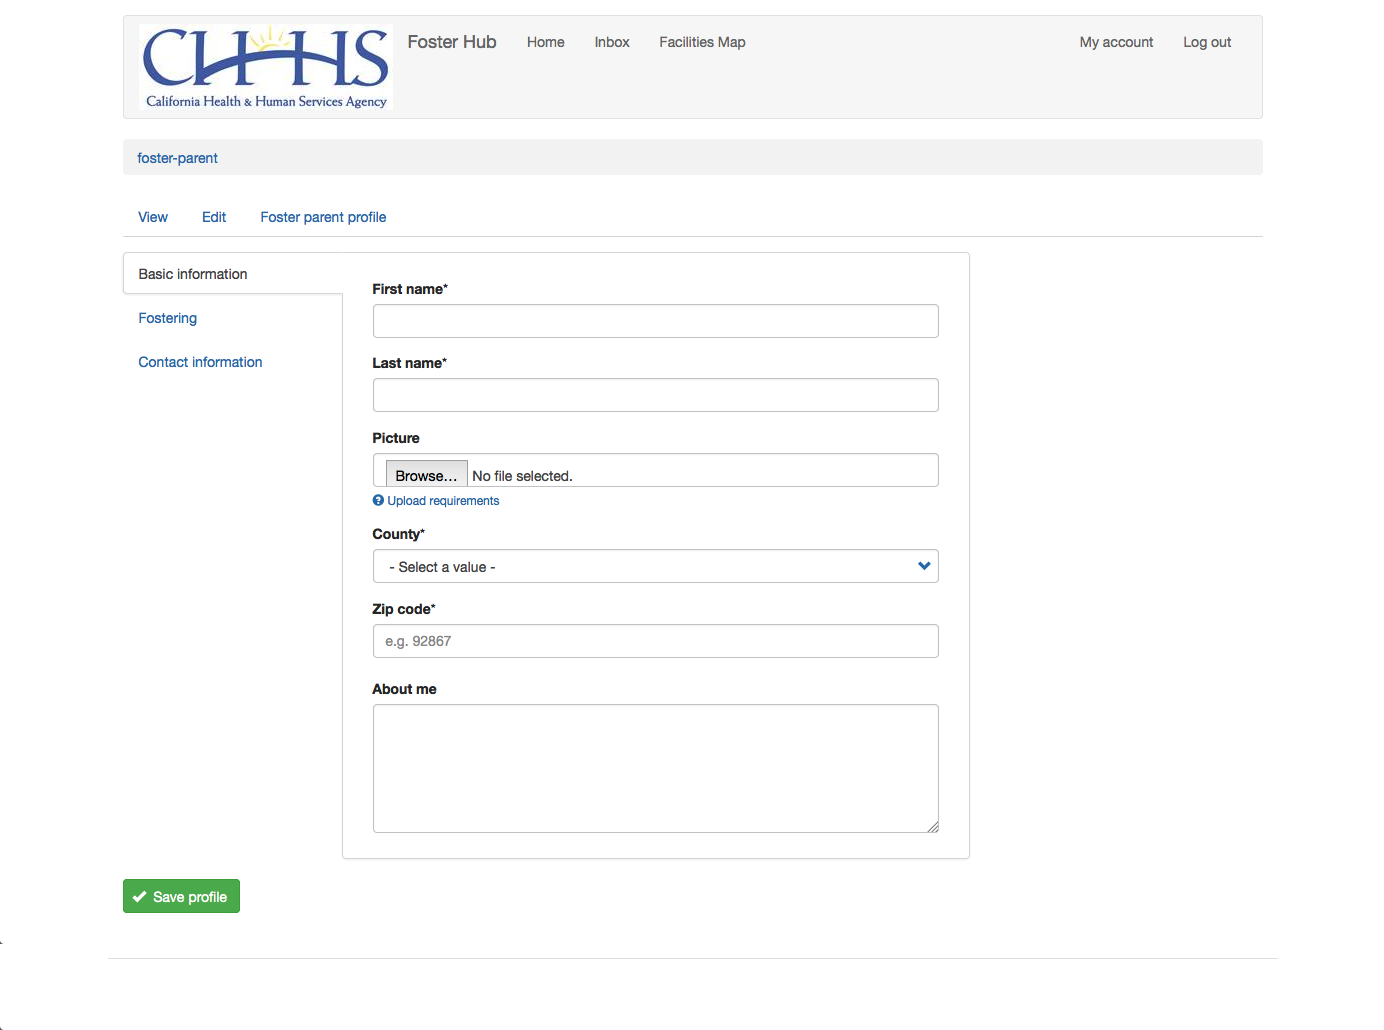 CHHS
California Health & Human Services Agency
Foster Hub Home Inbox Facilities Map My account Log out
foster-parent
View Edit Foster parent profile
Basic information
Fostering
Contact information
First name*
Last name*
Picture
Browse... No file selected.
Upload requirements
County*
- Select a value -
Zip code*
e.g. 92867
About me
Save profile